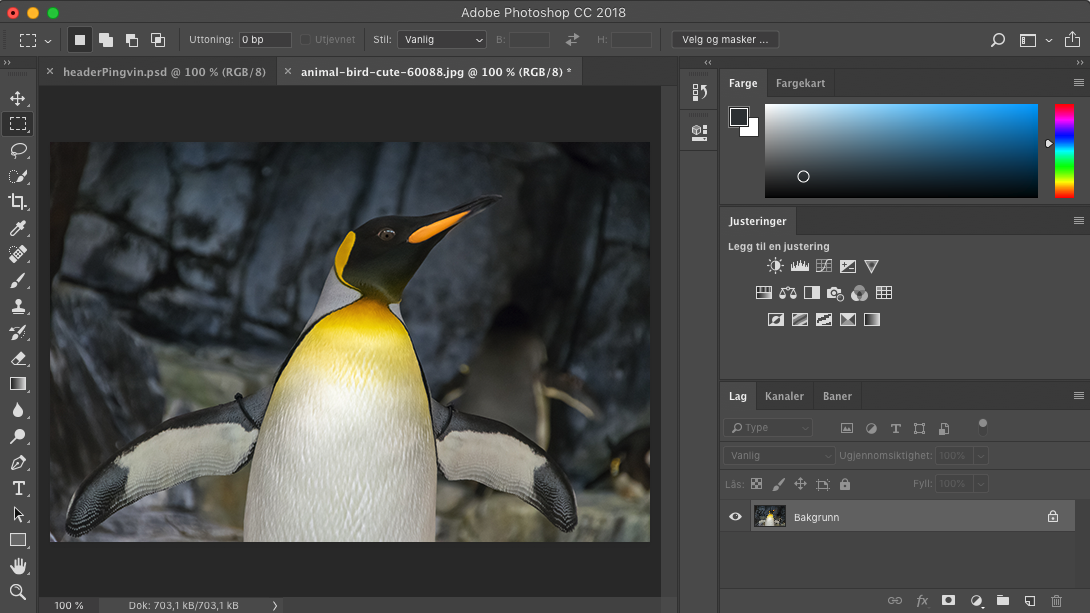 Adobe Photoshop CC 2018
Uttoning: 0 bp Utjevnet Stil: Vanlig B: H: Velg og masker ...
headerPingvin.psd @ 100 % (RGB/8) animal-bird-cute-60088.jpg @ 100 % (RGB/8) *
Farge Fargekart
Justeringer
Legg til en justering
Lag Kanaler Baner
Type
Vanlig Ugjennomsiktighet: 100%
Lås: Fyll: 100%
Bakgrunn
fx
100 % Dok: 703,1 kB/703,1 kB